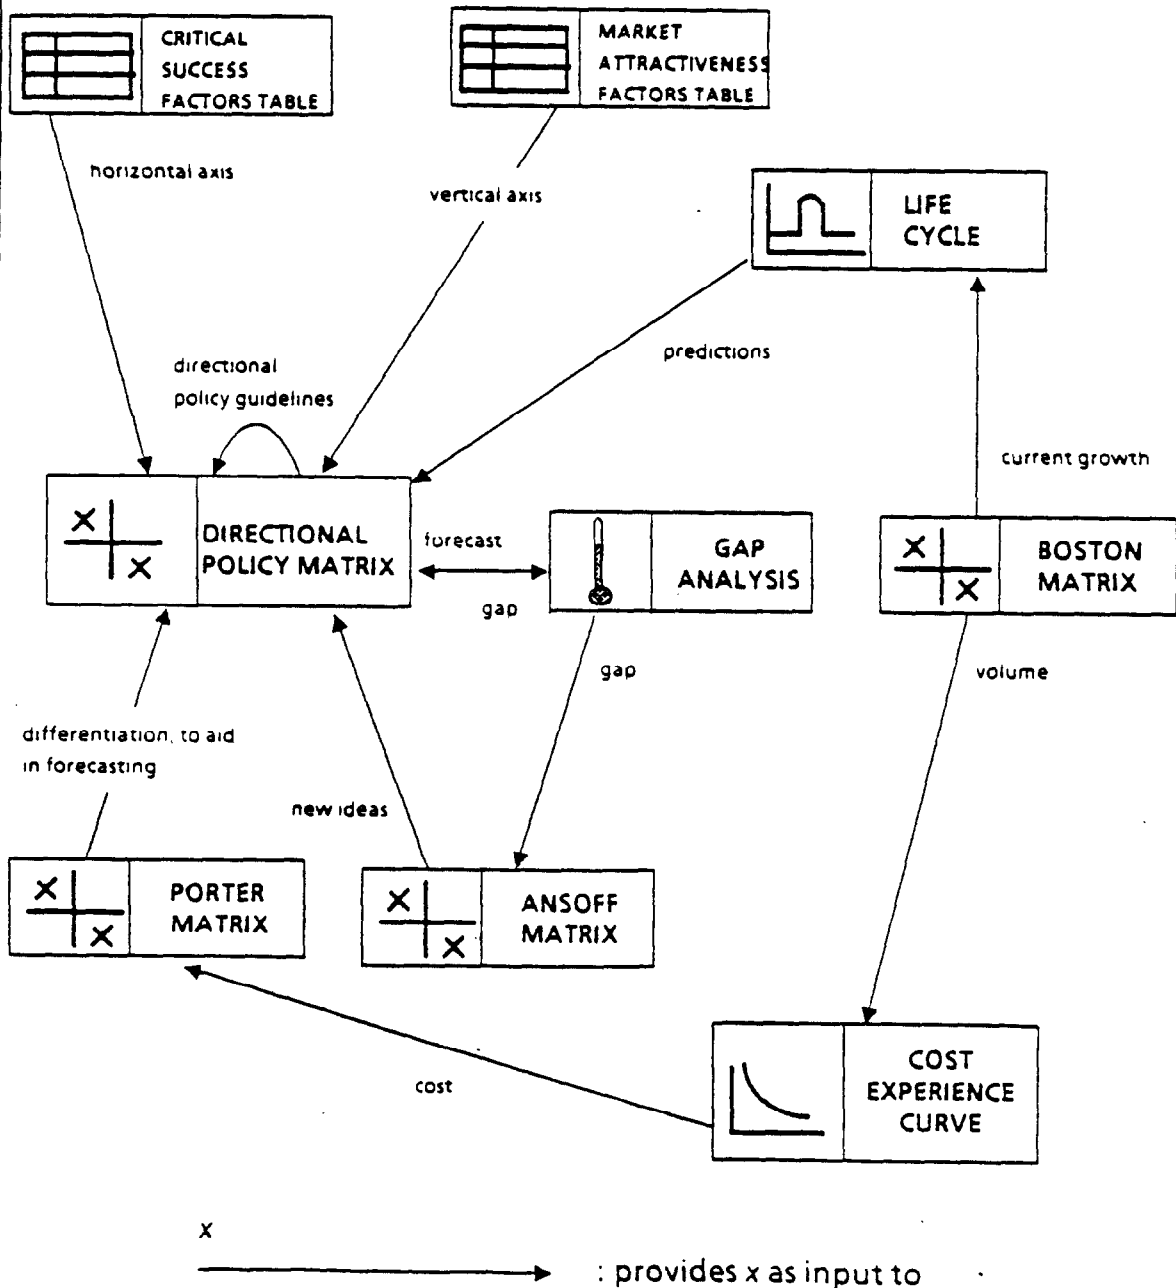 CRITICAL
SUCCESS
FACTORS TABLE
MARKET
ATTRACTIVENESS
FACTORS TABLE
horizontal axis
vertical axis
LIFE
CYCLE
predictions
directional
policy guidelines
current growth
DIRECTIONAL
POLICY MATRIX
forecast
gap
GAP
ANALYSIS
BOSTON
MATRIX
gap
volume
differentiation, to aid
in forecasting
new ideas
PORTER
MATRIX
ANSOFF
MATRIX
cost
COST
EXPERIENCE
CURVE
x
: provides x as input to